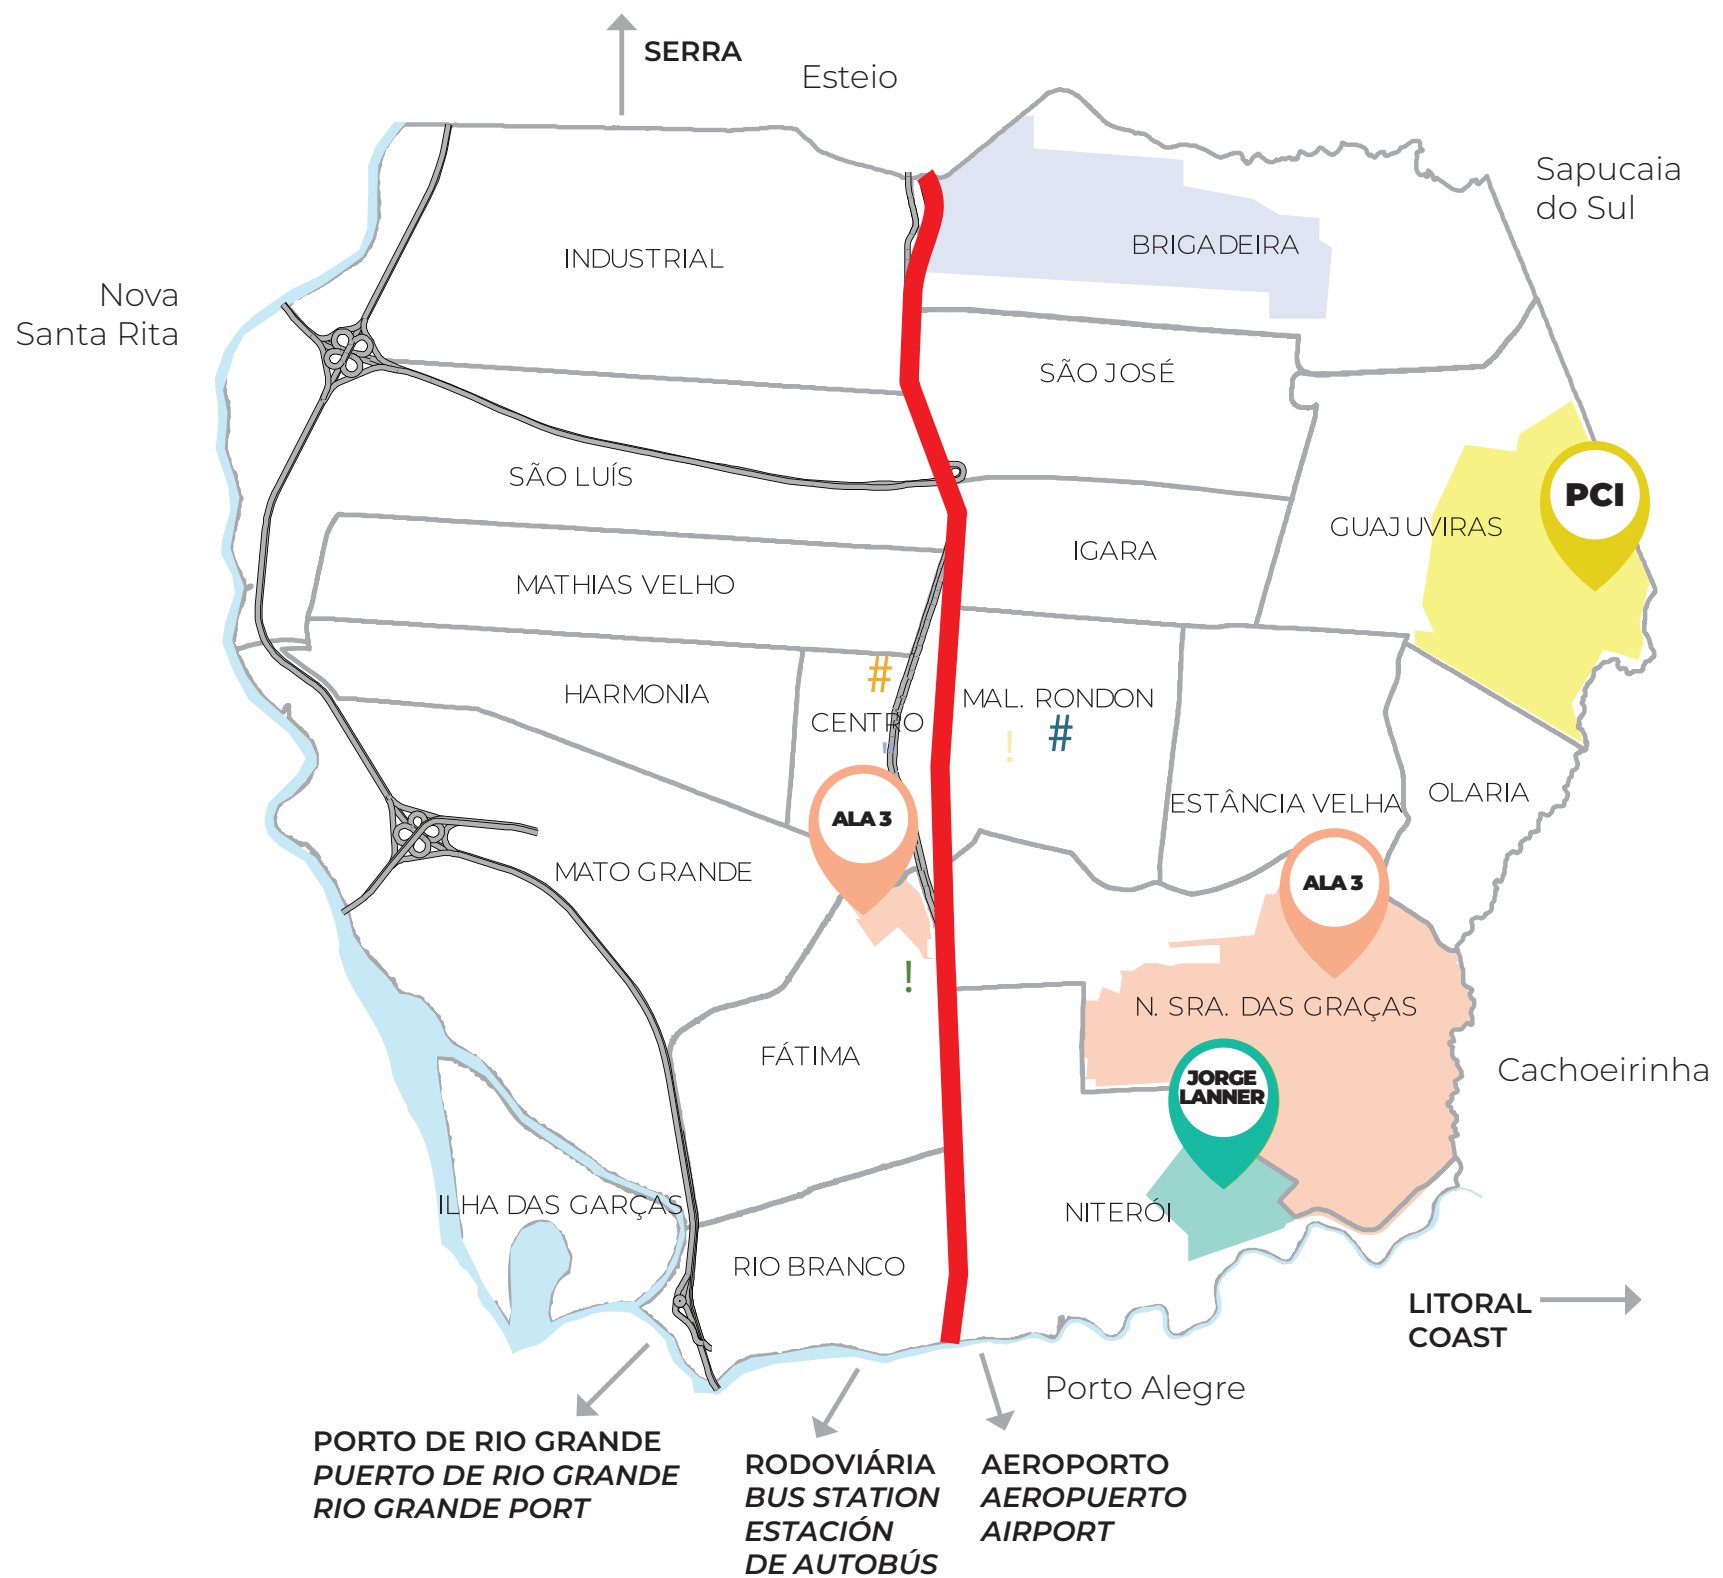 SERRA
Esteio
Sapucaia
do Sul
BRIGADEIRA
INDUSTRIAL
Nova
Santa Rita
SÃO JOSÉ
SÃO LUÍS
PCI
GUAJUVIRAS
IGARA
MATHIAS VELHO
#
HARMONIA
MAL. RONDON
CENTRO
#
!
ALA 3
ESTÂNCIA VELHA
OLARIA
MATO GRANDE
ALA 3
!
N. SRA. DAS GRAÇAS
FÁTIMA
Cachoeirinha
JORGE
LANNER
ILHA DAS GARÇAS
NITERÓI
RIO BRANCO
LITORAL
COAST
Porto Alegre
PORTO DE RIO GRANDE
PUERTO DE RIO GRANDE
RIO GRANDE PORT
RODOVIÁRIA
BUS STATION
ESTACIÓN
DE AUTOBÚS
AEROPORTO
AEROPUERTO
AIRPORT